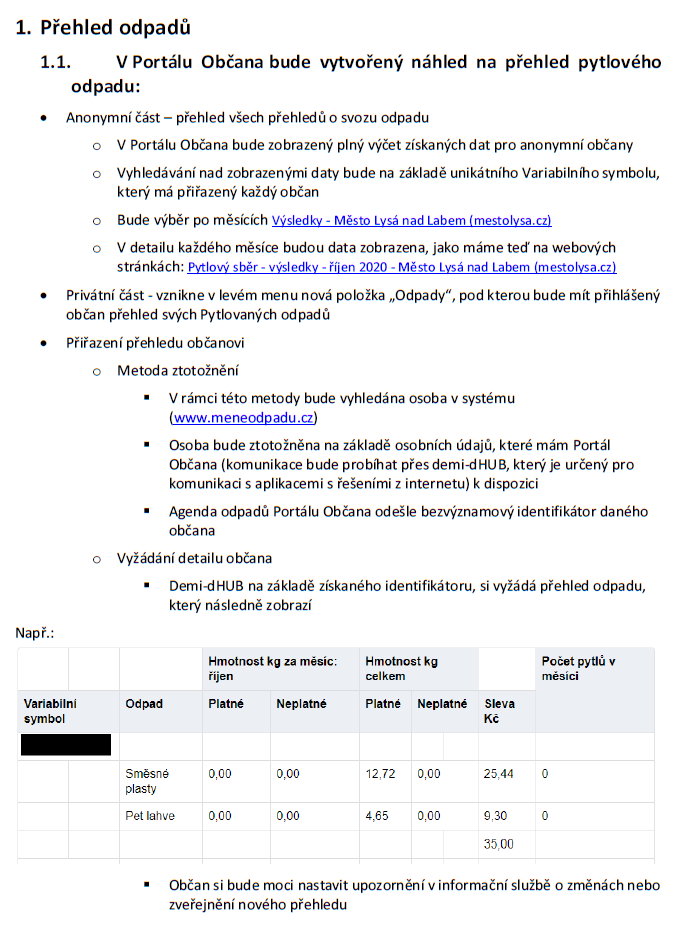 1. Přehled odpadů
1.1. V Portálu Občana bude vytvořený náhled na přehled pytlového
odpadu:
• Anonymní část – přehled všech přehledů o svozu odpadu
o V Portálu Občana bude zobrazený plný výčet získaných dat pro anonymní občany
o Vyhledávání nad zobrazenými daty bude na základě unikátního Variabilního symbolu,
který má přiřazený každý občan
o Bude výběr po měsících Výsledky - Město Lysá nad Labem (mestolysa.cz)
o V detailu každého měsíce budou data zobrazena, jako máme teď na webových
stránkách: Pytlový sběr - výsledky - říjen 2020 - Město Lysá nad Labem (mestolysa.cz)
• Privátní část - vznikne v levém menu nová položka „Odpady“, pod kterou bude mít přihlášený
občan přehled svých Pytlovaných odpadů
• Přiřazení přehledu občanovi
o Metoda ztotožnění
▪ V rámci této metody bude vyhledána osoba v systému
(www.meneodpadu.cz)
▪ Osoba bude ztotožněna na základě osobních údajů, které mám Portál
Občana (komunikace bude probíhat přes demi-dHUB, který je určený pro
komunikaci s aplikacemi s řešeními z internetu) k dispozici
▪ Agenda odpadů Portálu Občana odešle bezvýznamový identifikátor daného
občana
o Vyžádání detailu občana
▪ Demi-dHUB na základě získaného identifikátoru, si vyžádá přehled odpadu,
který následně zobrazí
Např.:
Hmotnost kg za měsíc: Hmotnost kg Počet pytlů v
říjen celkem měsíci
Variabilní Odpad Platné Neplatné Platné Neplatné Sleva
symbol Kč
Směsné 0,00 0,00 12,72 0,00 25,44 0
plasty
Pet lahve 0,00 0,00 4,65 0,00 9,30 0
35,00
▪ Občan si bude moci nastavit upozornění v informační službě o změnách nebo
zveřejnění nového přehledu